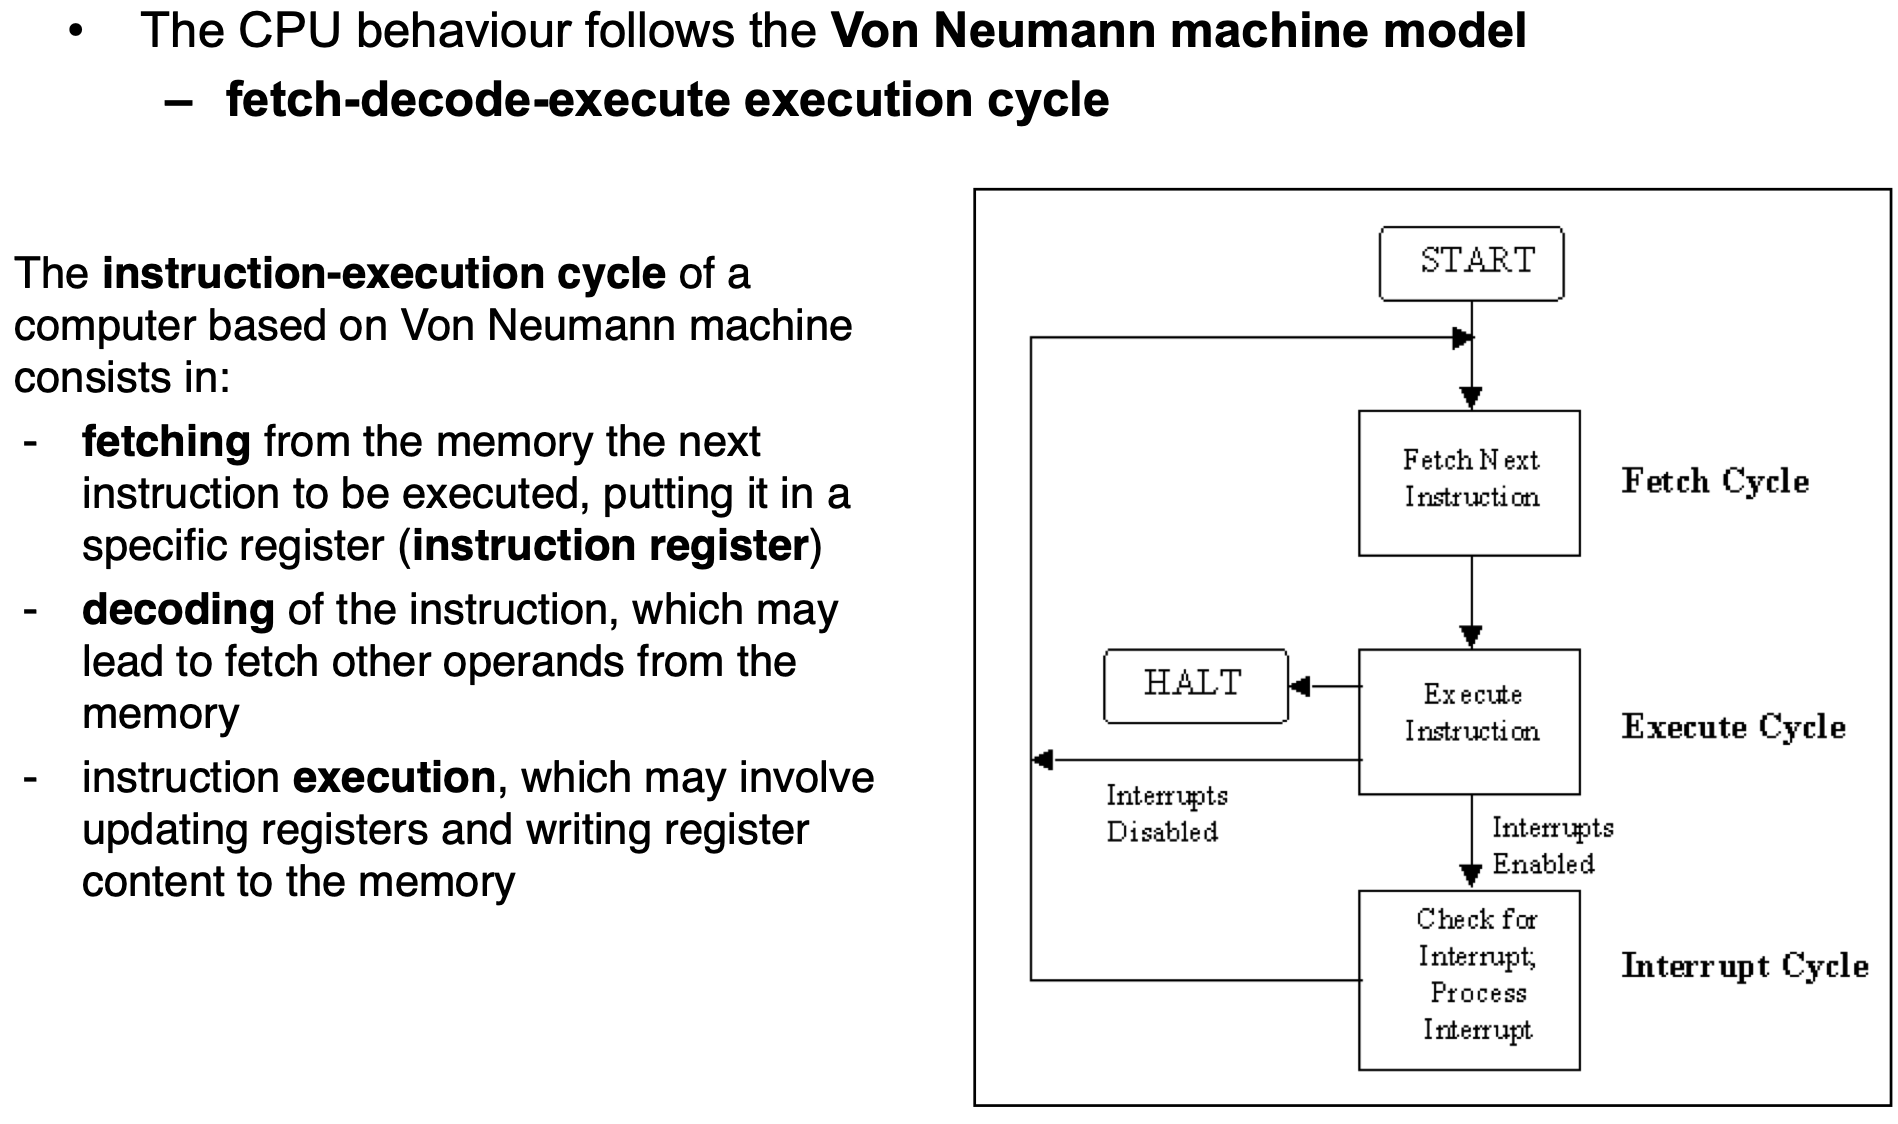 • The CPU behaviour follows the Von Neumann machine model
– fetch-decode-execute execution cycle
The instruction-execution cycle of a
computer based on Von Neumann machine
consists in:
- fetching from the memory the next
instruction to be executed, putting it in a
specific register (instruction register)
- decoding of the instruction, which may
lead to fetch other operands from the
memory
- instruction execution, which may involve
updating registers and writing register
content to the memory
START
Fetch Next
Instruction
Fetch Cycle
HALT
Execute
Instruction
Execute Cycle
Interrupts
Disabled
Interrupts
Enabled
Check for
Interrupt;
Process
Interrupt
Interrupt Cycle